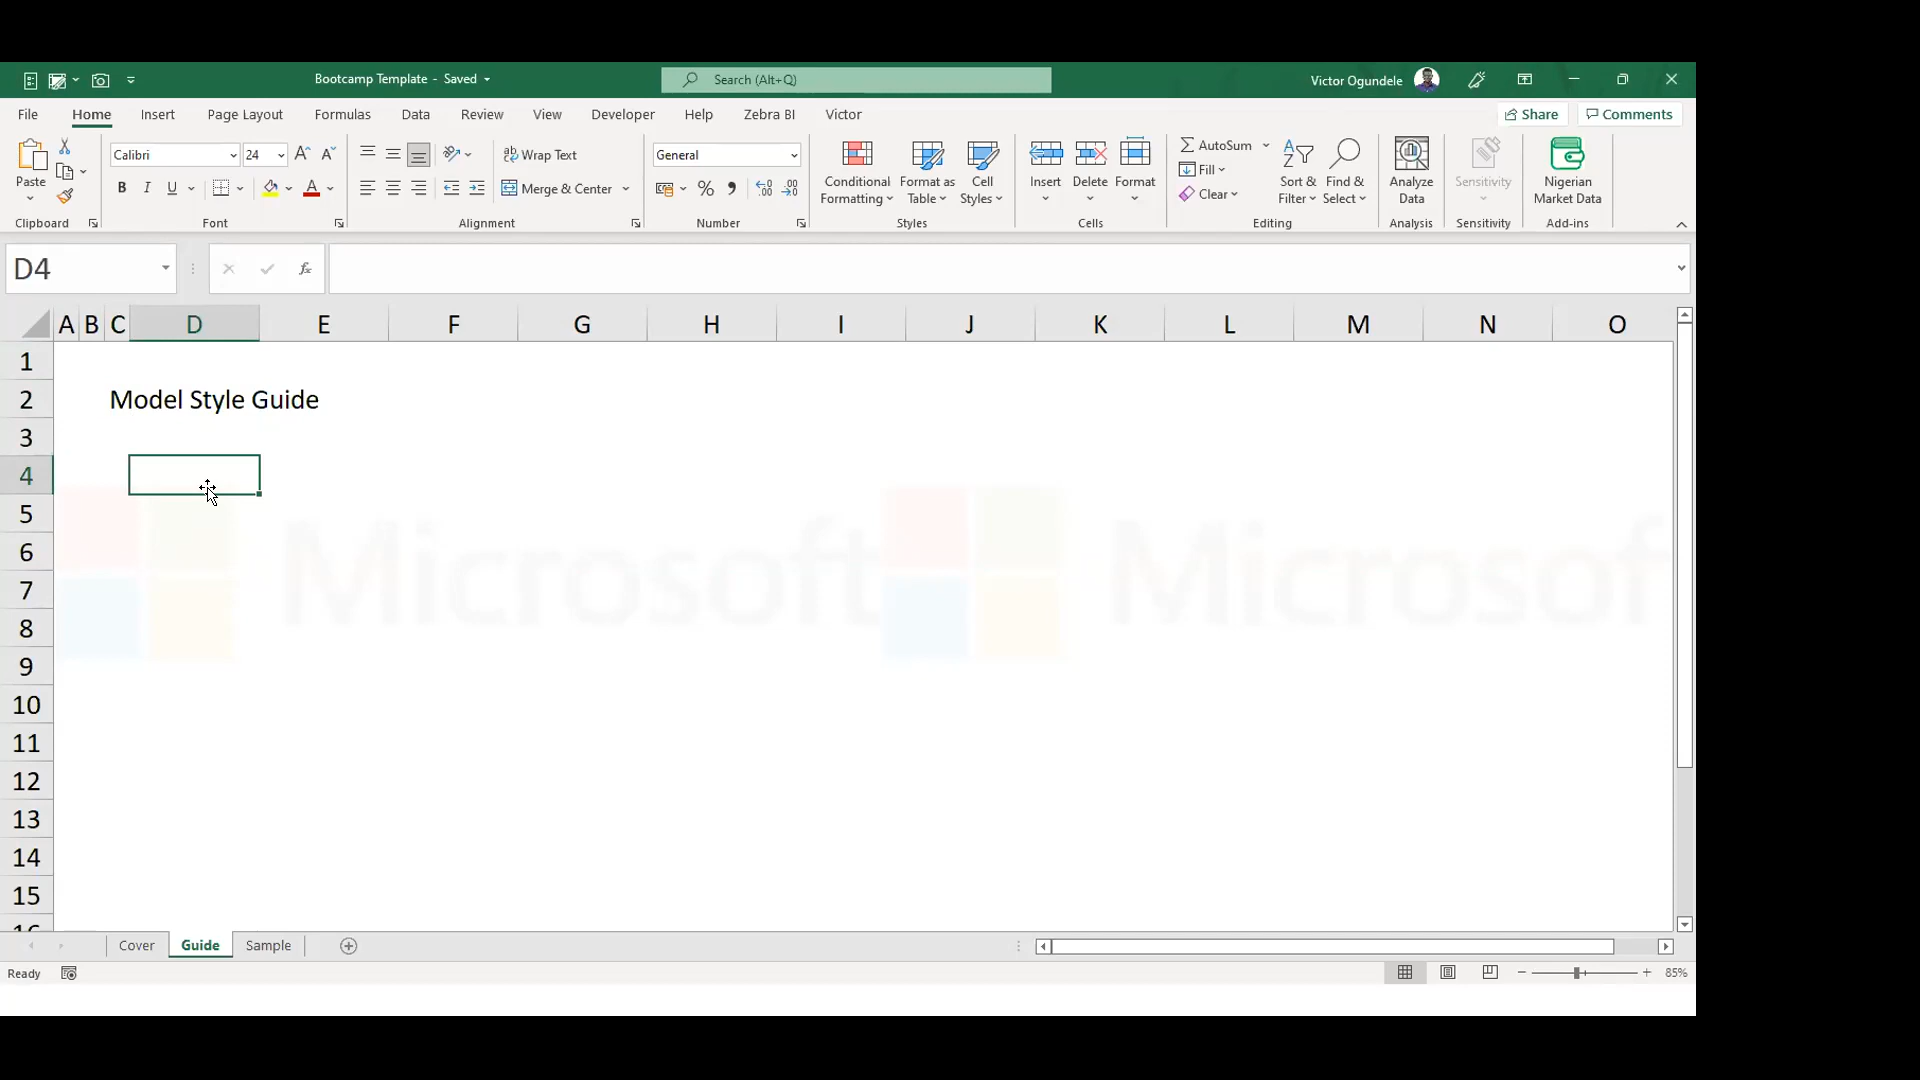 Bootcamp Template - Saved
Search (Alt+Q)
Victor Ogundele
File Home Insert Page Layout Formulas Data Review View Developer Help Zebra BI Victor
Share Comments
Paste
Calibri 24
B I U
Wrap Text
Merge & Center
General
Conditional Formatting
Format as Table
Cell Styles
Insert Delete Format
AutoSum
Fill
Clear
Sort & Filter
Find & Select
Analyze Data
Sensitivity
Nigerian Market Data
Clipboard Font Alignment Number Styles Cells Editing Analysis Sensitivity Add-ins
D4 fx
A B C D E F G H I J K L M N O
1
2 Model Style Guide
3
4
5
6 Microsoft Microsof
7
8
9
10
11
12
13
14
15
16
Cover Guide Sample
Ready 85%